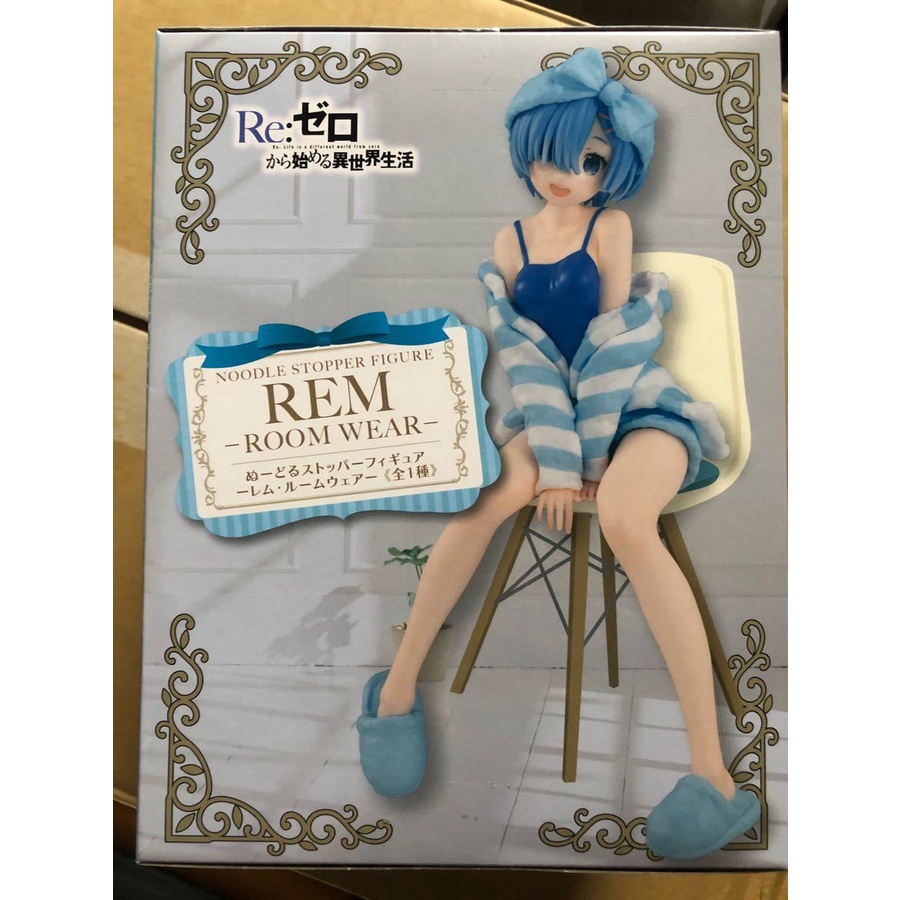 Re:ゼロ
Re: Life in a different world from zero
から始める異世界生活
NOODLE STOPPER FIGURE
REM
-ROOM WEAR-
ぬーどるストッパーフィギュア
ーレム・ルームウェアー《全1種》